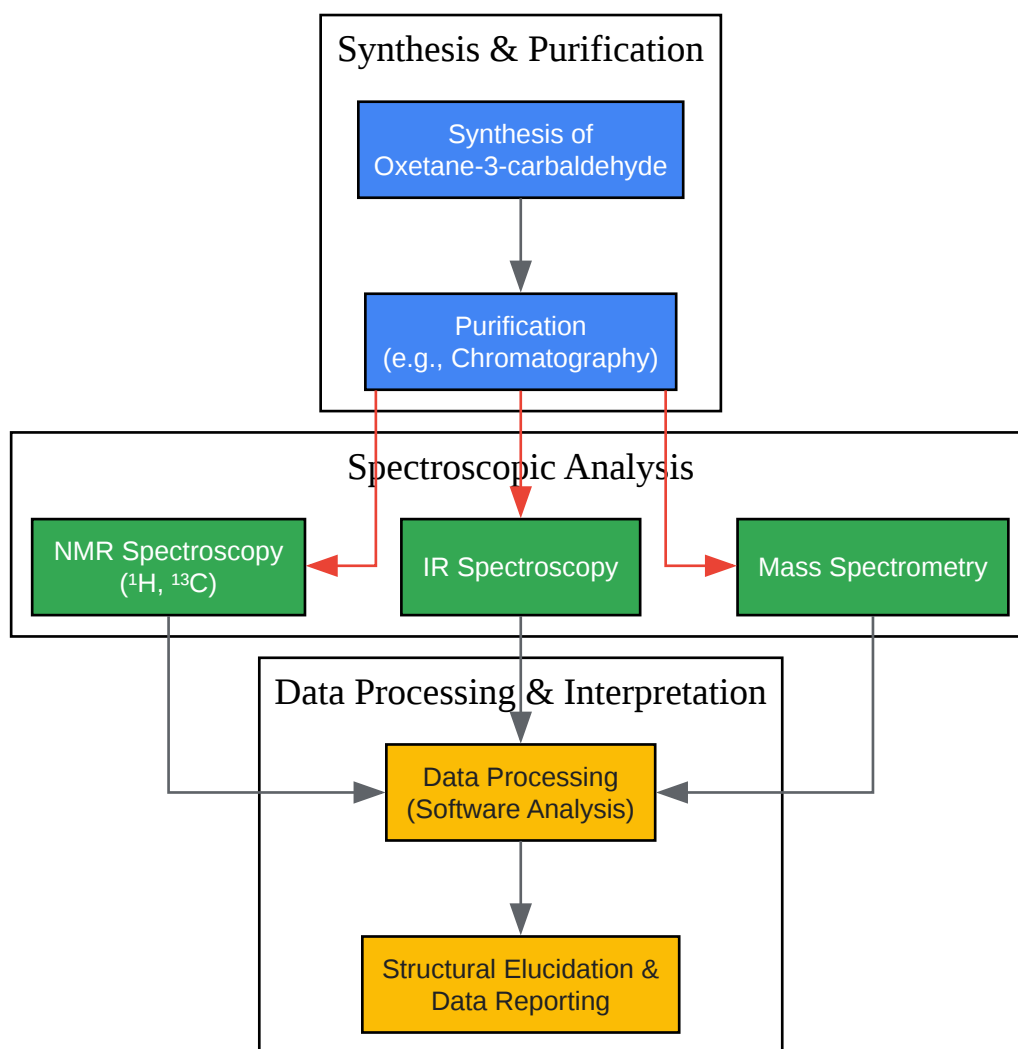 Synthesis & Purification
Synthesis of
Oxetane-3-carbaldehyde
Purification
(e.g., Chromatography)
Spectroscopic Analysis
NMR Spectroscopy
(¹H, ¹³C)
IR Spectroscopy
Mass Spectrometry
Data Processing & Interpretation
Data Processing
(Software Analysis)
Structural Elucidation &
Data Reporting